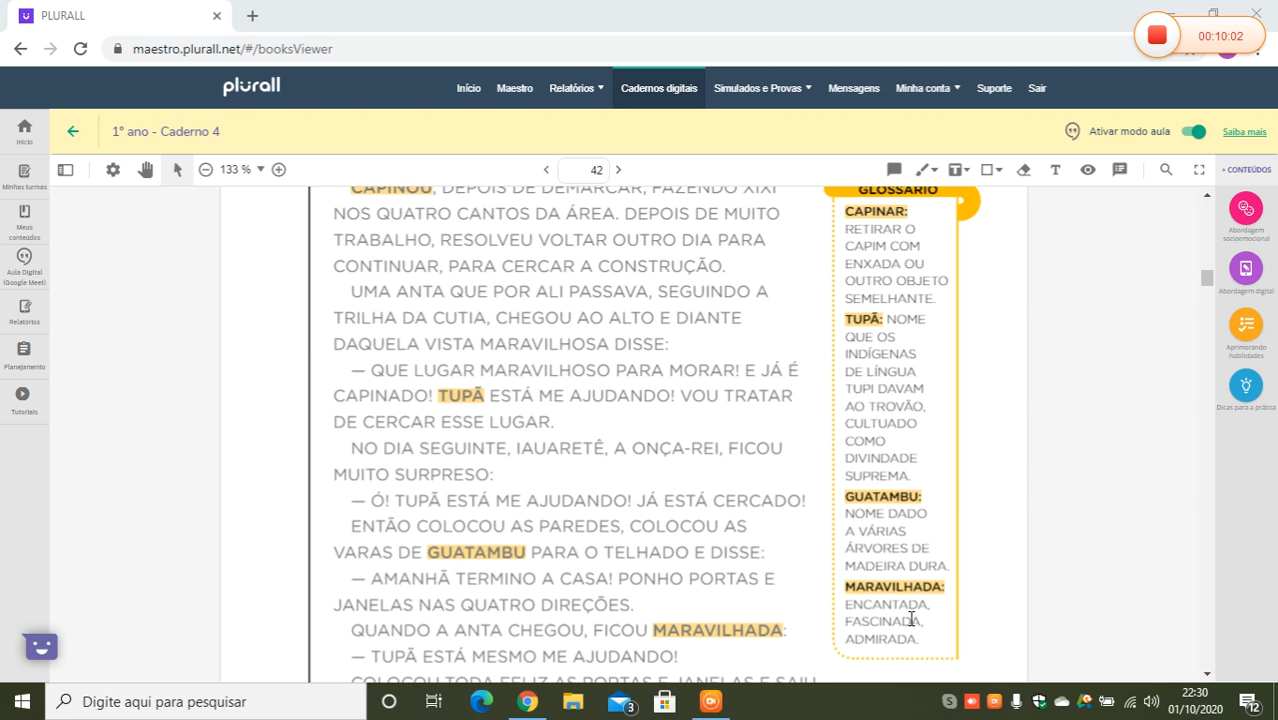 PLURALL
00:10:02
maestro.plurall.net/#/booksViewer
plurall
Início Maestro Relatórios Cadernos digitais Simulados e Provas Mensagens Minha conta Suporte Sair
1º ano - Caderno 4
Ativar modo aula
Saiba mais
133 %
42
Início
Minhas turmas
Meus
conteúdos
Aula Digital
(Google Meet)
Relatórios
Planejamento
Tutoriais
CAPINOU, DEPOIS DE DEMARCAR, FAZENDO XIXI
NOS QUATRO CANTOS DA ÁREA. DEPOIS DE MUITO
TRABALHO, RESOLVEU VOLTAR OUTRO DIA PARA
CONTINUAR, PARA CERCAR A CONSTRUÇÃO.
UMA ANTA QUE POR ALI PASSAVA, SEGUINDO A
TRILHA DA CUTIA, CHEGOU AO ALTO E DIANTE
DAQUELA VISTA MARAVILHOSA DISSE:
— QUE LUGAR MARAVILHOSO PARA MORAR! E JÁ É
CAPINADO! TUPÃ ESTÁ ME AJUDANDO! VOU TRATAR
DE CERCAR ESSE LUGAR.
NO DIA SEGUINTE, IAUARETÊ, A ONÇA-REI, FICOU
MUITO SURPRESO:
— Ó! TUPÃ ESTÁ ME AJUDANDO! JÁ ESTÁ CERCADO!
ENTÃO COLOCOU AS PAREDES, COLOCOU AS
VARAS DE GUATAMBU PARA O TELHADO E DISSE:
— AMANHÃ TERMINO A CASA! PONHO PORTAS E
JANELAS NAS QUATRO DIREÇÕES.
QUANDO A ANTA CHEGOU, FICOU MARAVILHADA:
— TUPÃ ESTÁ MESMO ME AJUDANDO!
COLOCOU TODA FELIZ AS PORTAS E JANELAS E SAIU
GLOSSÁRIO
CAPINAR:
RETIRAR O
CAPIM COM
ENXADA OU
OUTRO OBJETO
SEMELHANTE.
TUPÃ: NOME
QUE OS
INDÍGENAS
DE LÍNGUA
TUPI DAVAM
AO TROVÃO,
CULTUADO
COMO
DIVINDADE
SUPREMA.
GUATAMBU:
NOME DADO
A VÁRIAS
ÁRVORES DE
MADEIRA DURA.
MARAVILHADA:
ENCANTADA,
FASCINADA,
ADMIRADA.
+ CONTEÚDOS
Abordagem
socioemocional
Abordagem digital
Aprimorando
habilidades
Dicas para a prática
Digite aqui para pesquisar
3
22:30
01/10/2020
12